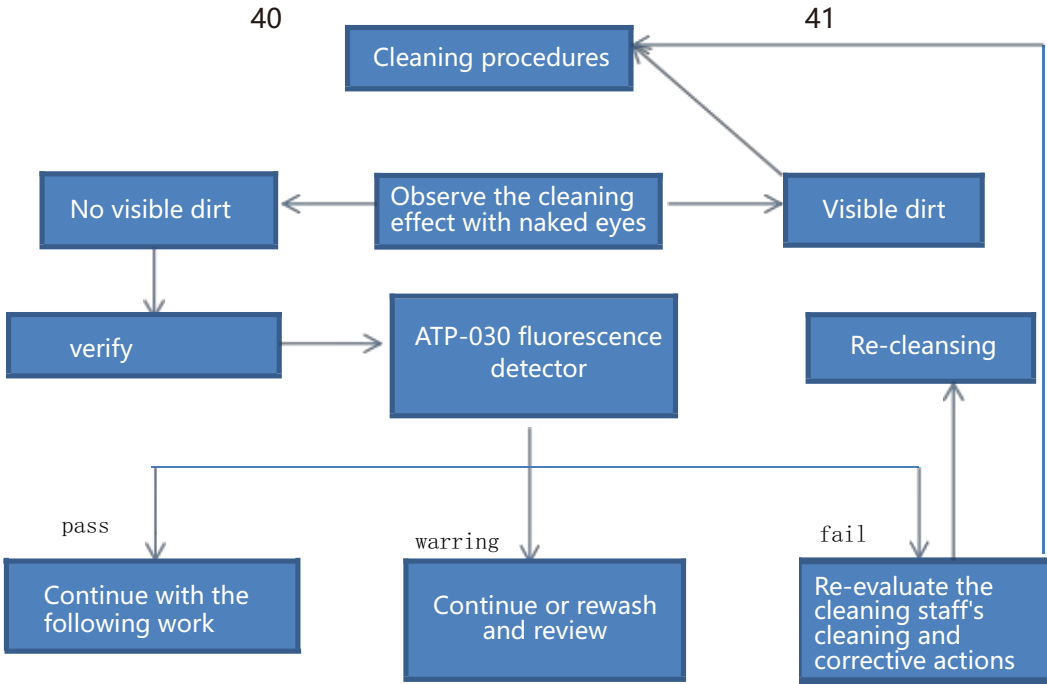 40
41
Cleaning procedures
No visible dirt
Observe the cleaning
effect with naked eyes
Visible dirt
verify
ATP-030 fluorescence
detector
Re-cleansing
pass
warring
fail
Continue with the
following work
Continue or rewash
and review
Re-evaluate the
cleaning staff's
cleaning and
corrective actions